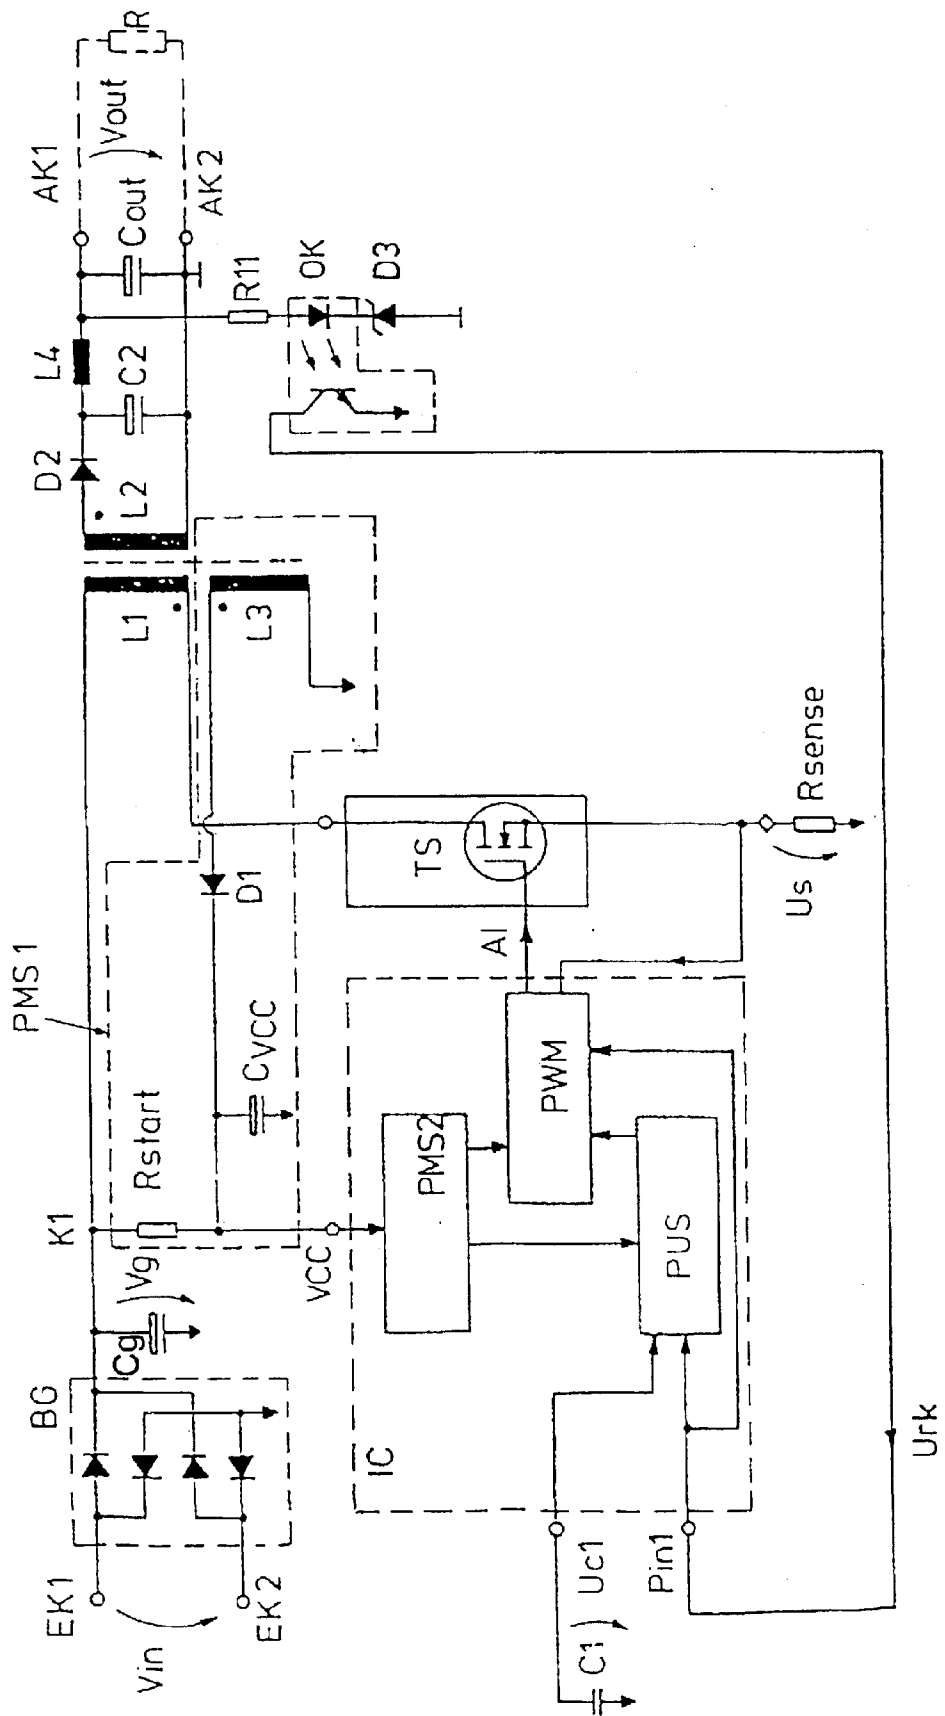 EK1
Vin
EK2
BG
Cg
Vg
K1
Rstart
PMS1
CVCC
D1
L1
L3
D2
L2
L4
C2
AK1
Cout
Vout
AK2
R
R11
OK
D3
VCC
IC
PMS2
PWM
PUS
AI
TS
Us
Rsense
C1
Uc1
Pin1
Urk